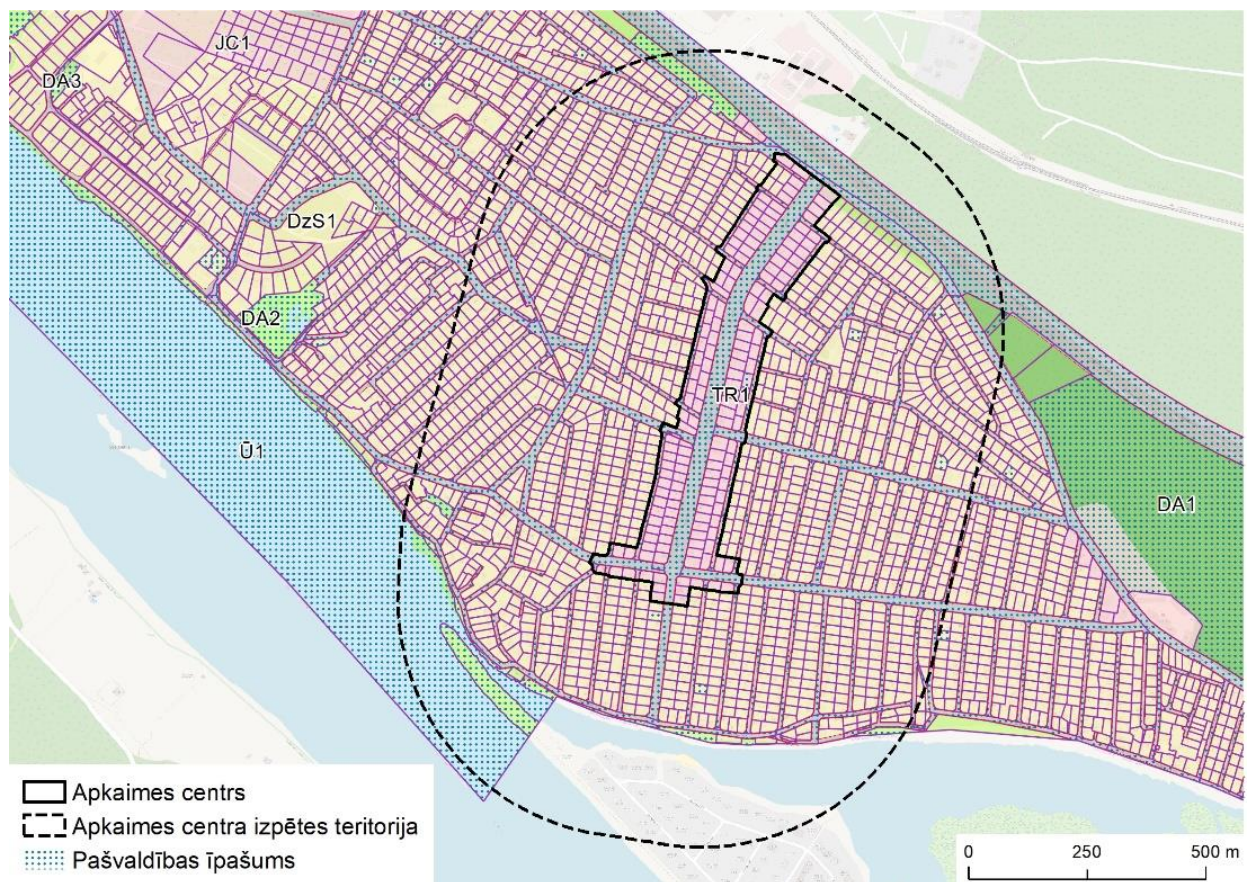 JC1
DA3
DzS1
DA2
TR1
Ū1
DA1
Apkaimes centrs
Apkaimes centra izpētes teritorija
Pašvaldības īpašums
0 250 500 m